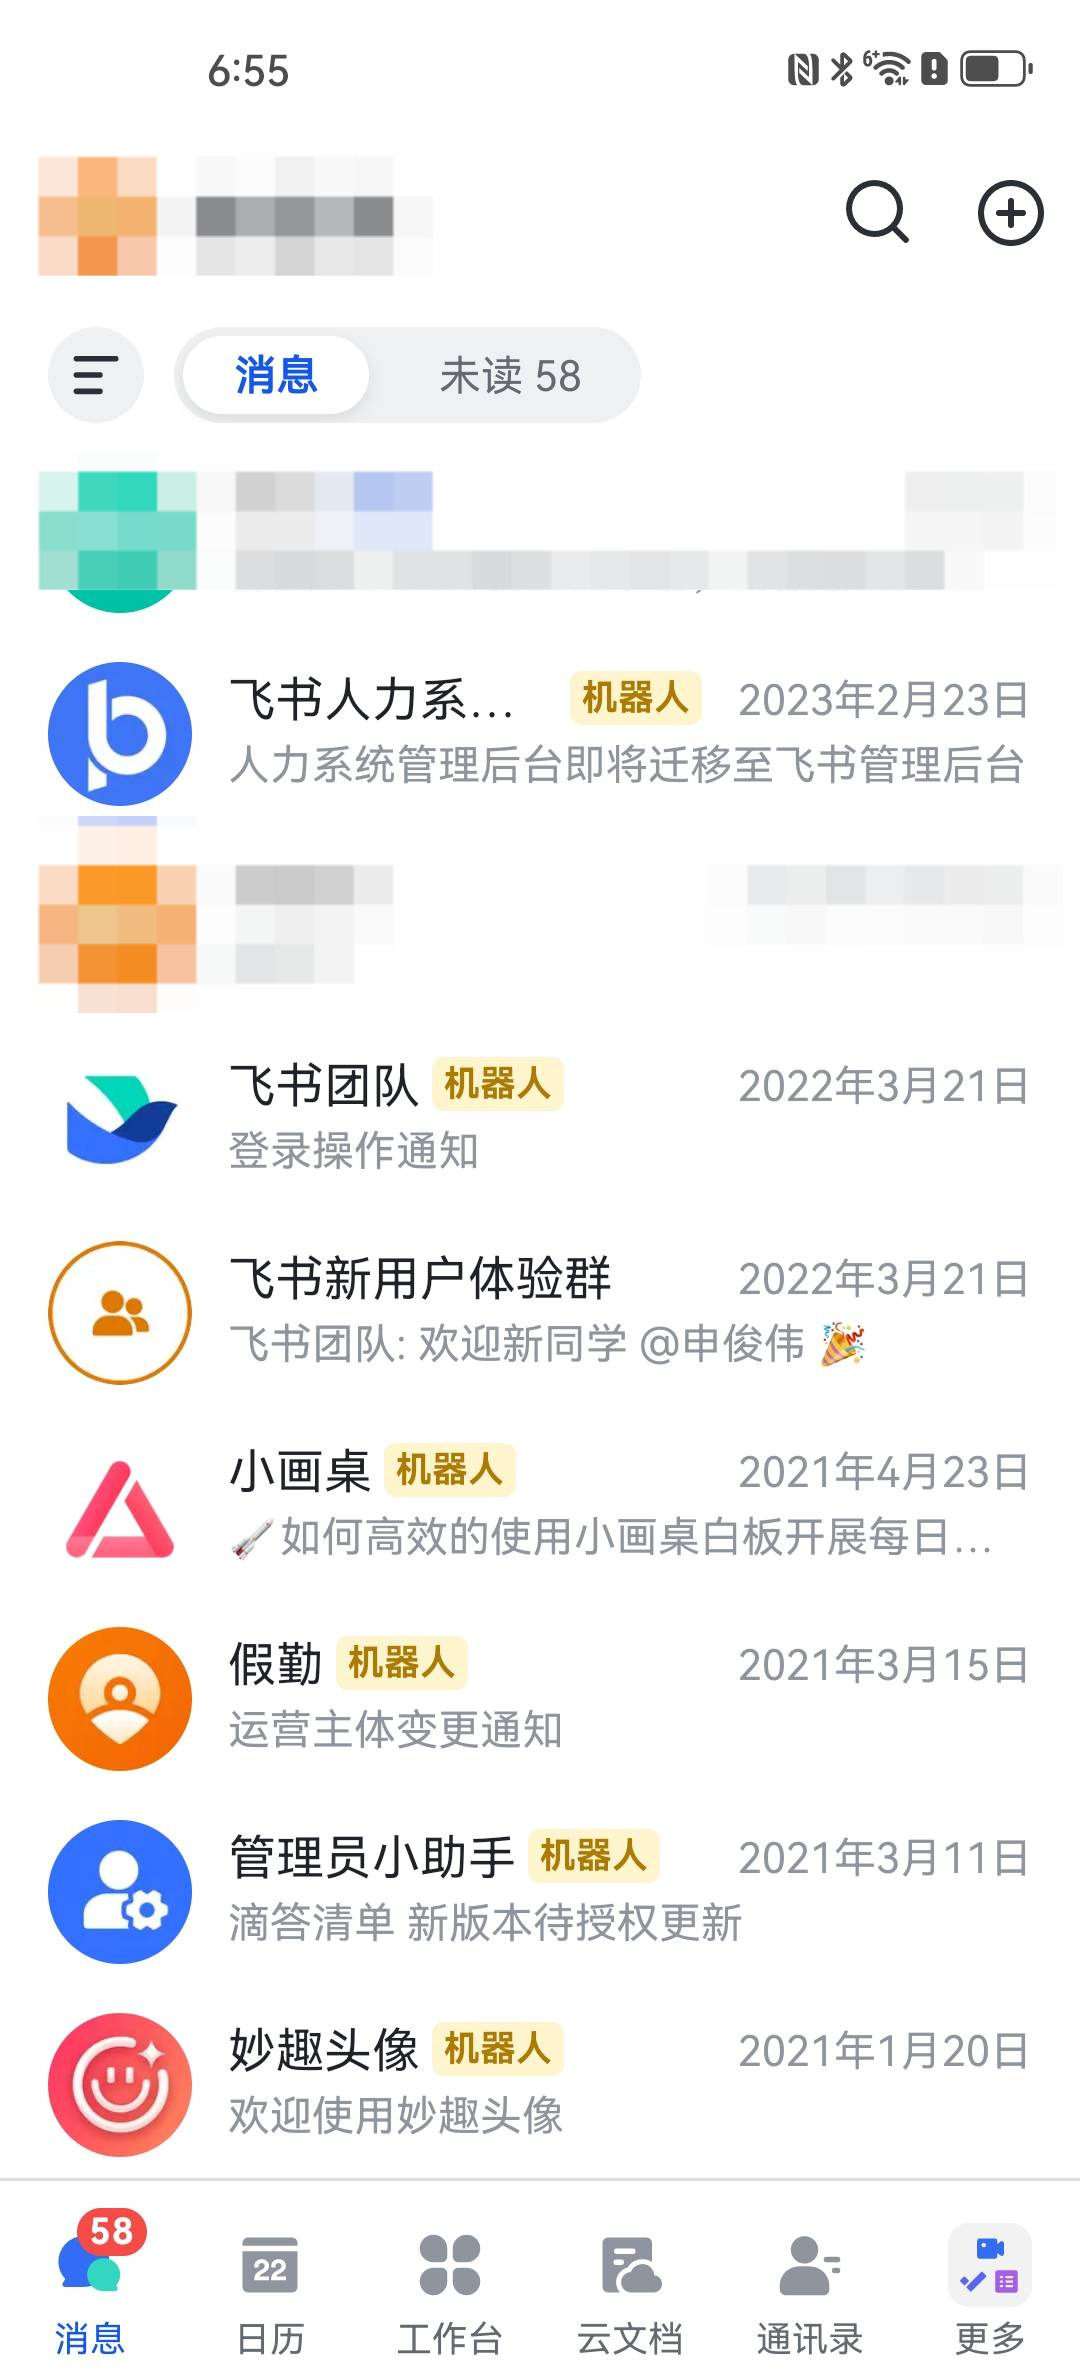 6:55
消息
未读 58
飞书人力系...
机器人
2023年2月23日
人力系统管理后台即将迁移至飞书管理后台
飞书团队
机器人
2022年3月21日
登录操作通知
飞书新用户体验群
2022年3月21日
飞书团队: 欢迎新同学 @申俊伟 🎉
小画桌
机器人
2021年4月23日
🚀如何高效的使用小画桌白板开展每日...
假勤
机器人
2021年3月15日
运营主体变更通知
管理员小助手
机器人
2021年3月11日
滴答清单 新版本待授权更新
妙趣头像
机器人
2021年1月20日
欢迎使用妙趣头像
58
22
消息
日历
工作台
云文档
通讯录
更多